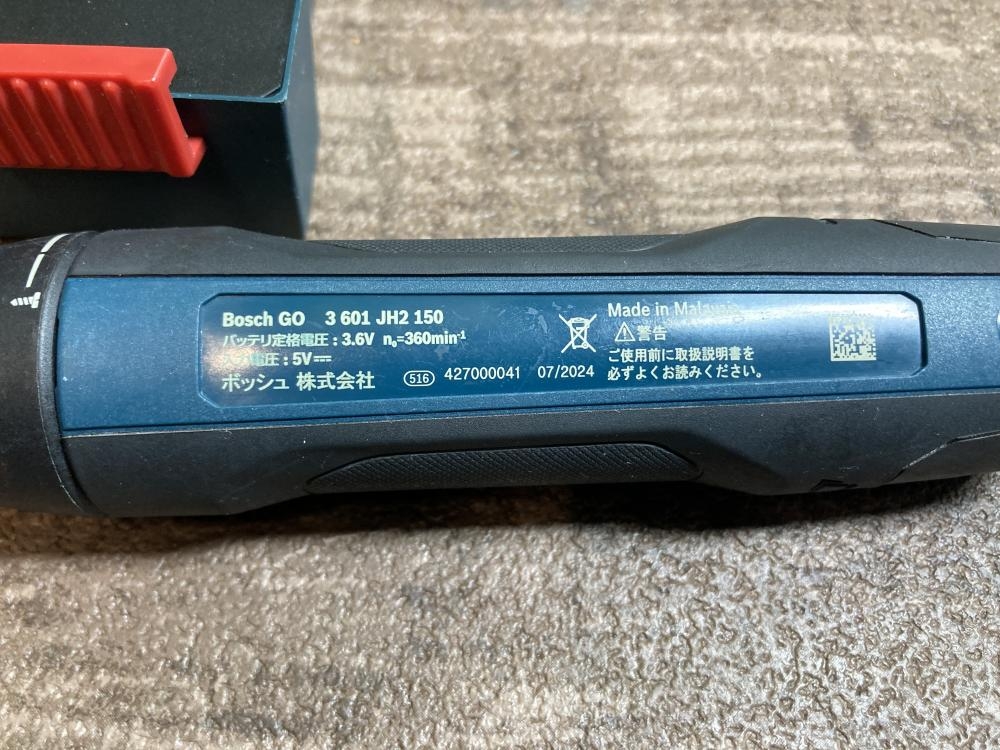 Bosch GO 3 601 JH2 150
バッテリ定格電圧：3.6V n₀=360min⁻¹
入力電圧：5V⎓
ボッシュ 株式会社 516 427000041 07/2024
Made in
⚠警告
ご使用前に取扱説明書を
必ずよくお読みください。